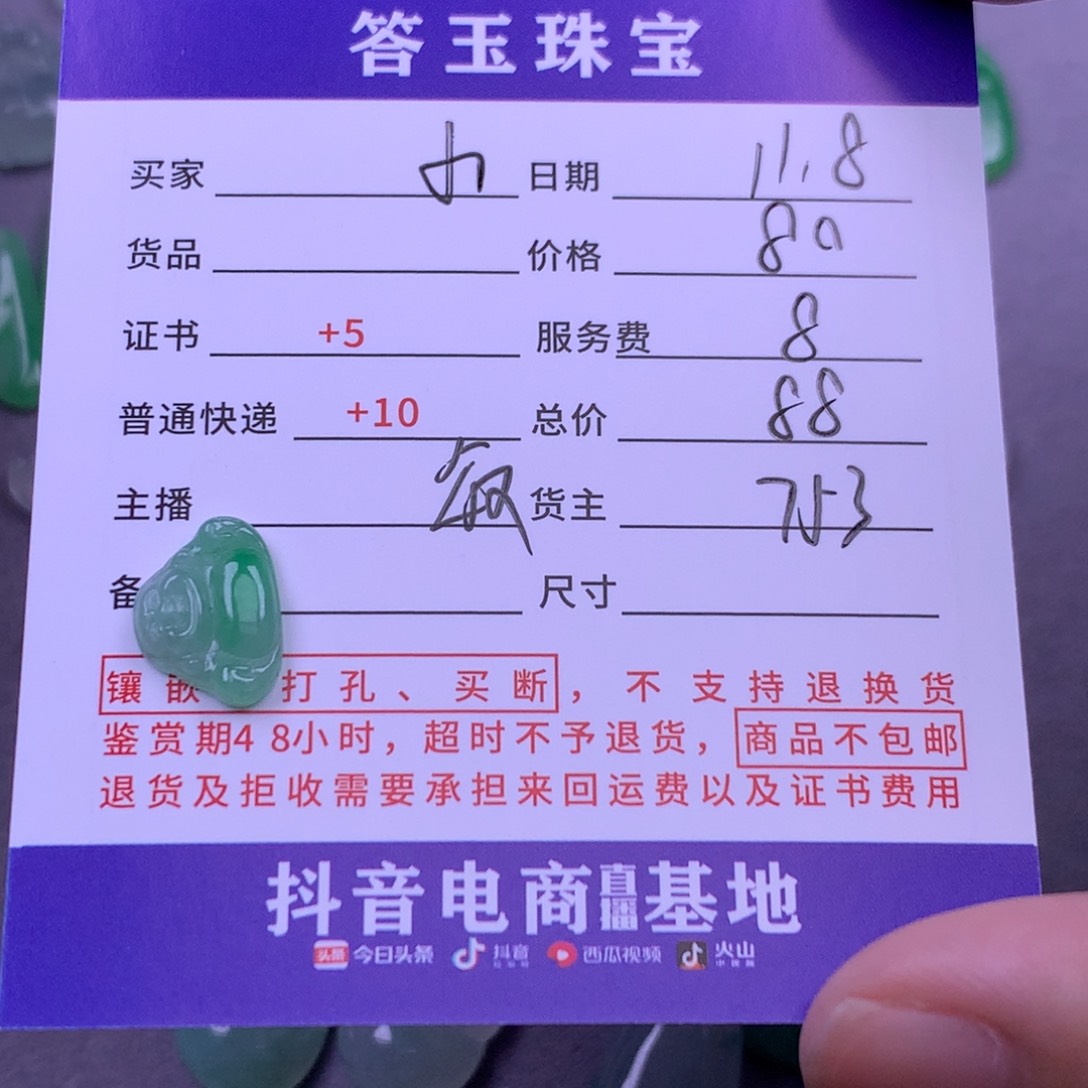 答玉珠宝
买家 日期 11.8
货品 价格 80
证书 +5 服务费 8
普通快递 +10 总价 88
主播 货主 753
备 尺寸
镶嵌 打孔、买断，不支持退换货
鉴赏期48小时，超时不予退货，商品不包邮
退货及拒收需要承担来回运费以及证书费用
抖音电商直播基地
头条 今日头条 抖音 西瓜视频 火山